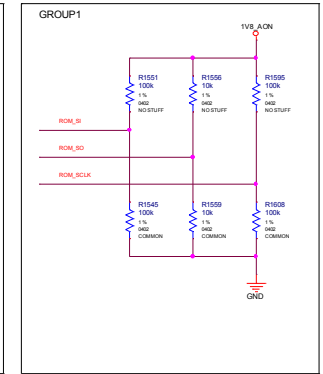 GROUP1
1V8_AON
R1551
100k
1 %
0402
NO STUFF
R1556
10k
1 %
0402
NO STUFF
R1595
100k
1 %
0402
NO STUFF
ROM_SI
ROM_SO
ROM_SCLK
R1545
100k
1 %
0402
COMMON
R1559
10k
1 %
0402
COMMON
R1608
100k
1 %
0402
COMMON
GND